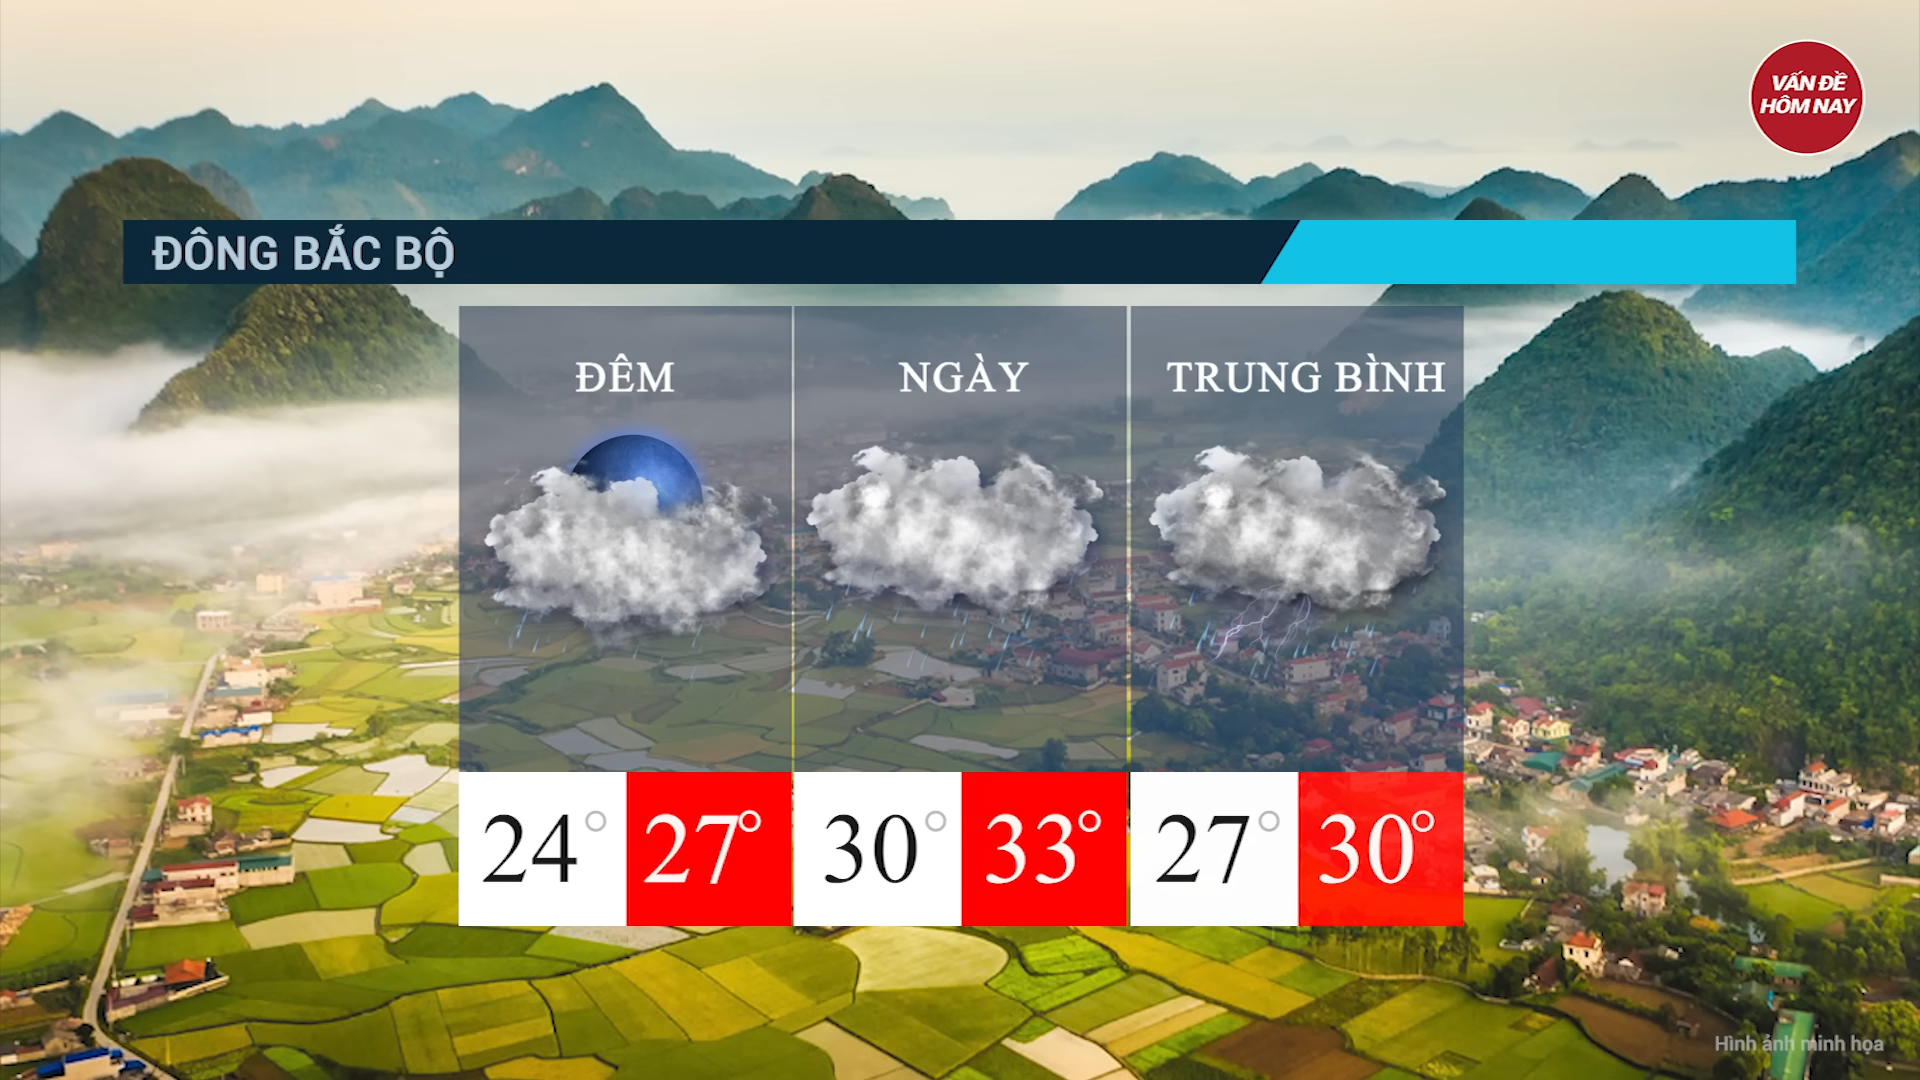 VẤN ĐỀ
HÔM NAY
ĐÔNG BẮC BỘ
ĐÊM
NGÀY
TRUNG BÌNH
24° 27° 30° 33° 27° 30°
Hình ảnh minh họa